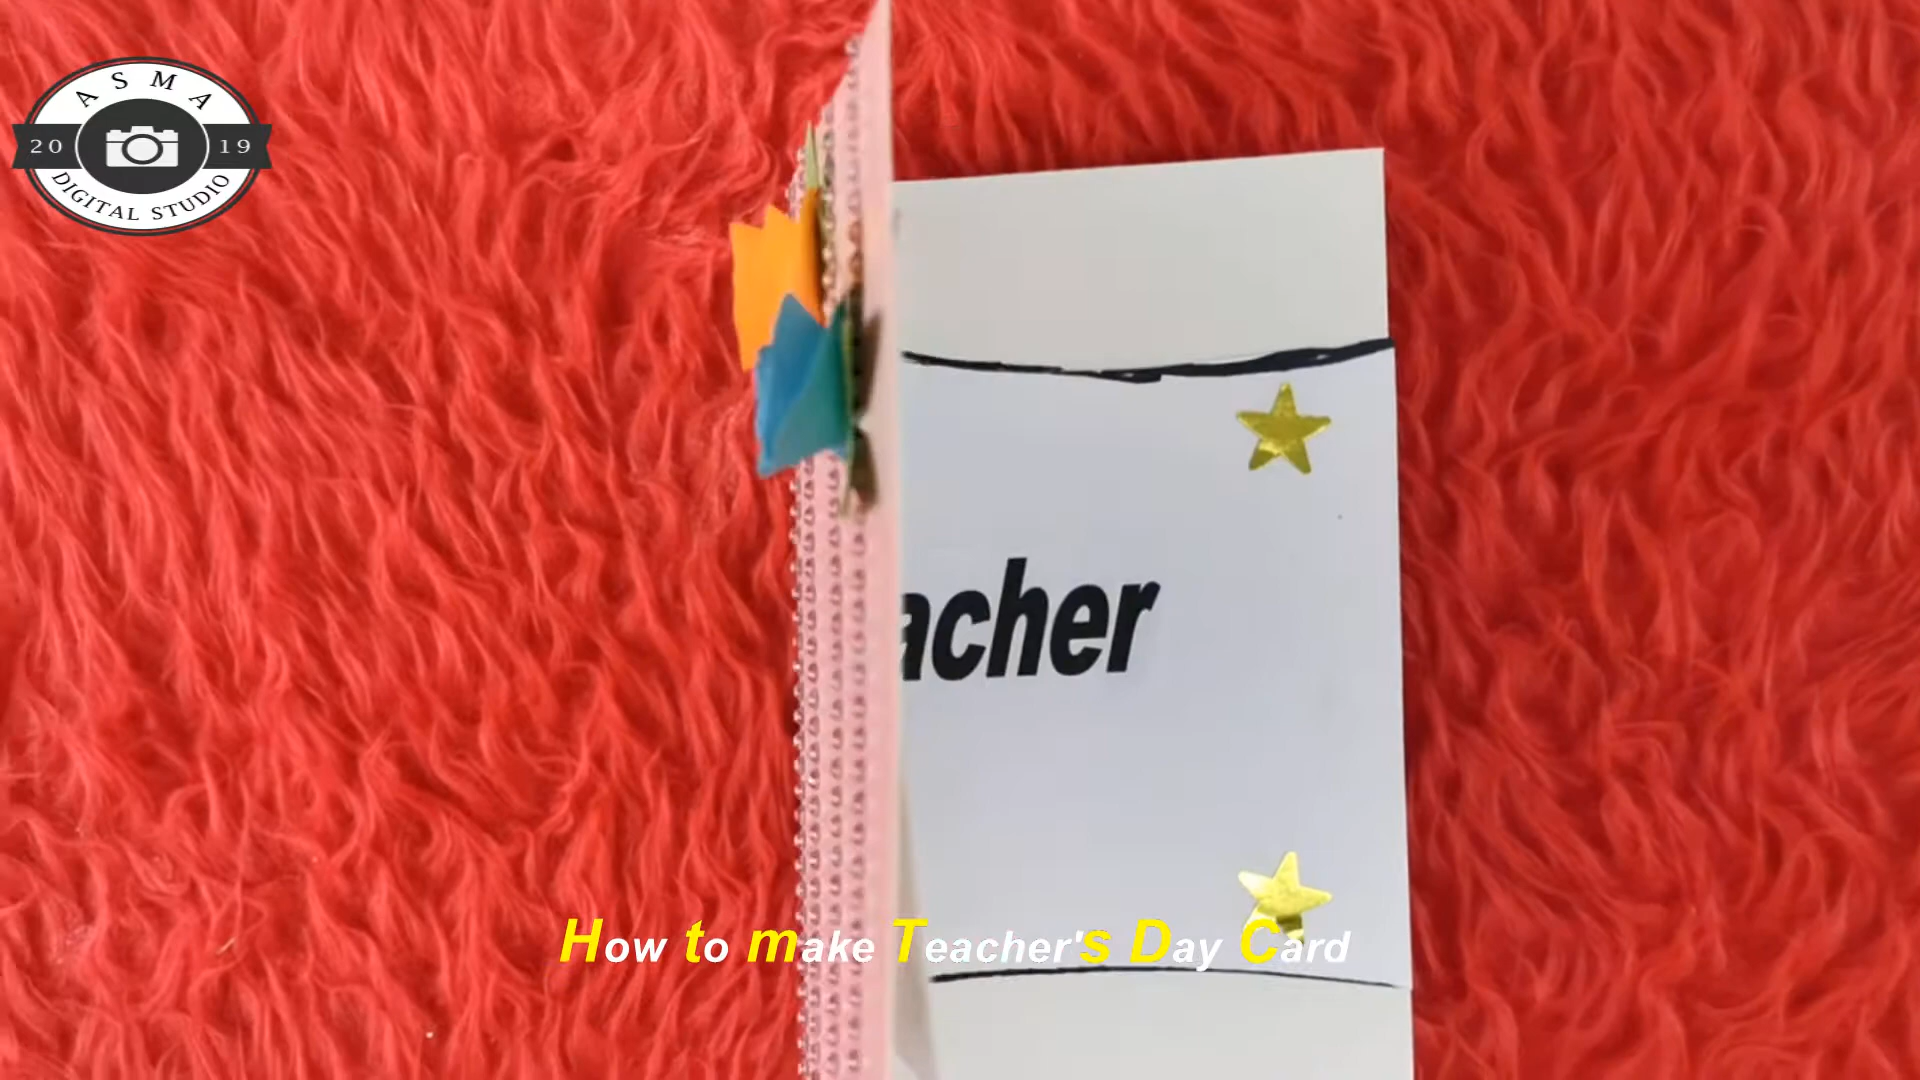 ASMA
20 19
DIGITAL STUDIO
acher
How to make Teacher's Day Card